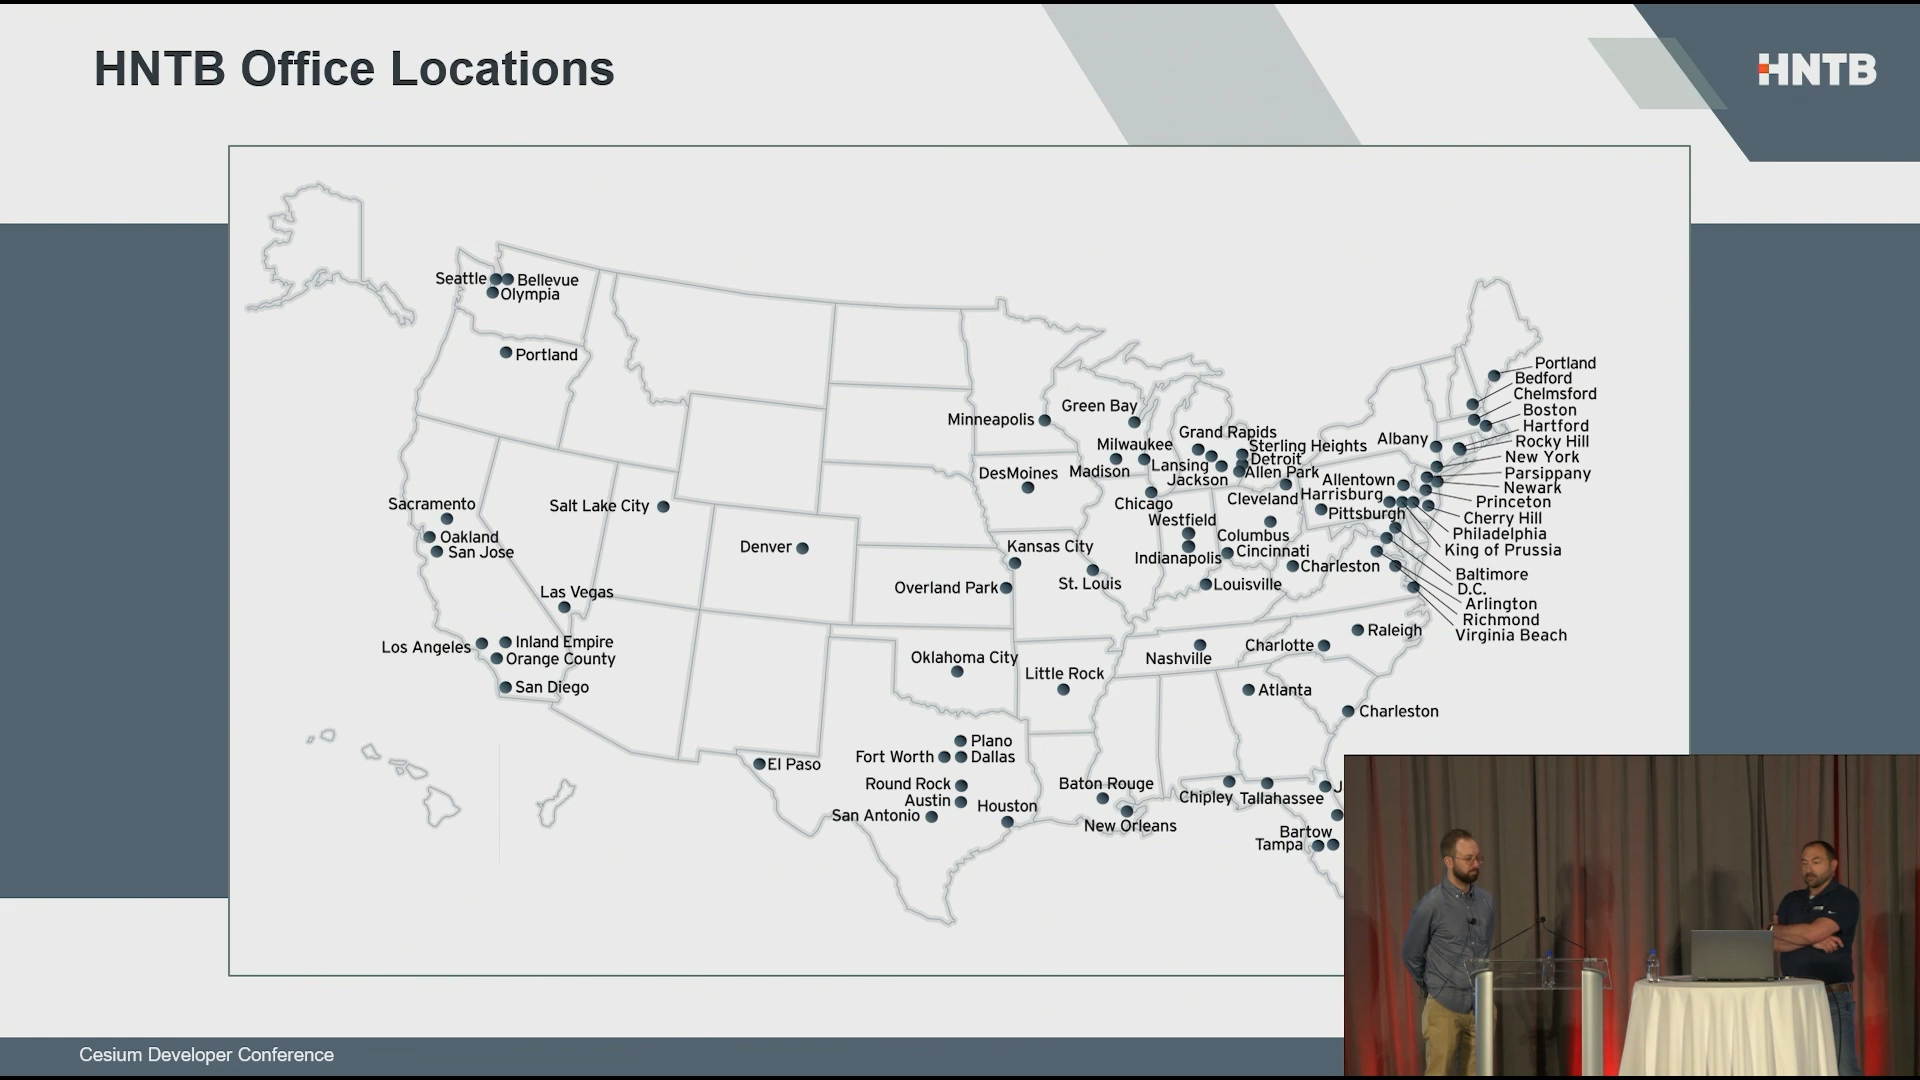 HNTB Office Locations
HNTB
Seattle
Bellevue
Olympia
Portland
Portland
Bedford
Chelmsford
Boston
Hartford
Rocky Hill
New York
Parsippany
Newark
Princeton
Cherry Hill
Philadelphia
King of Prussia
Baltimore
D.C.
Arlington
Richmond
Virginia Beach
Minneapolis
Green Bay
Milwaukee
Madison
Grand Rapids
Sterling Heights
Detroit
Allen Park
Lansing
Jackson
Albany
DesMoines
Chicago
Cleveland
Allentown
Harrisburg
Pittsburgh
Sacramento
Oakland
San Jose
Salt Lake City
Denver
Westfield
Indianapolis
Columbus
Cincinnati
Charleston
Kansas City
Overland Park
St. Louis
Louisville
Las Vegas
Los Angeles
Inland Empire
Orange County
San Diego
Oklahoma City
Little Rock
Nashville
Charlotte
Raleigh
Atlanta
Charleston
El Paso
Plano
Fort Worth
Dallas
Round Rock
Austin
San Antonio
Houston
Baton Rouge
New Orleans
Chipley
Tallahassee
Bartow
Tampa
Cesium Developer Conference